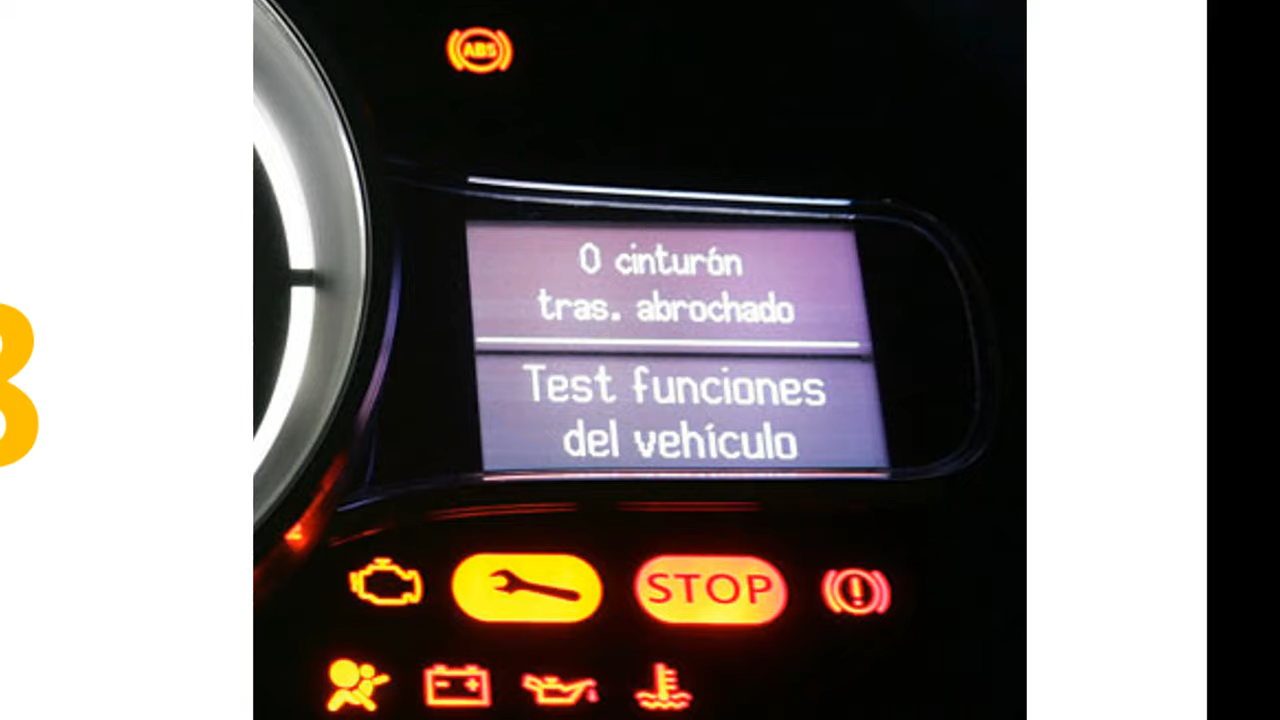 ABS
0 cinturón
tras. abrochado
Test funciones
del vehículo
STOP